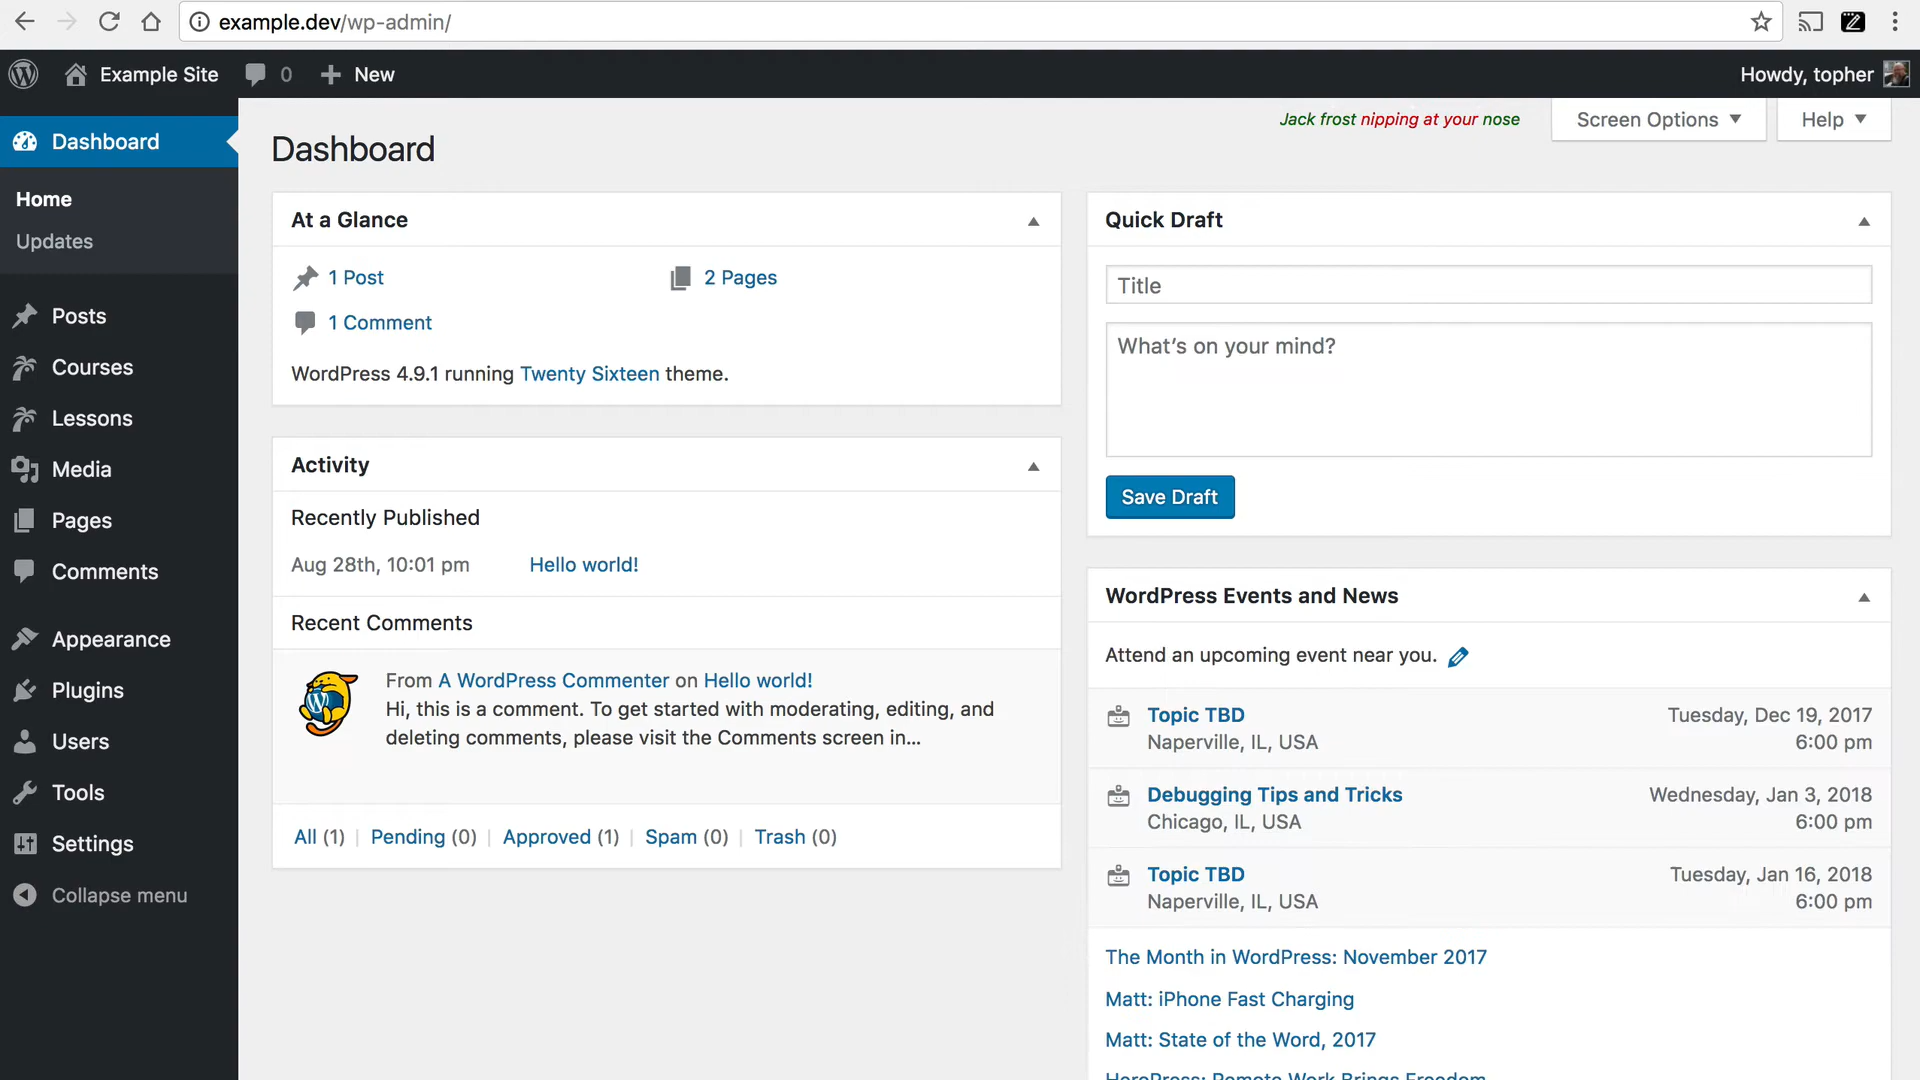 example.dev/wp-admin/
Example Site
0
New
Howdy, topher
Dashboard
Home
Updates
Posts
Courses
Lessons
Media
Pages
Comments
Appearance
Plugins
Users
Tools
Settings
Collapse menu
Jack frost nipping at your nose
Screen Options
Help
Dashboard
At a Glance
1 Post
2 Pages
1 Comment
WordPress 4.9.1 running Twenty Sixteen theme.
Activity
Recently Published
Aug 28th, 10:01 pm
Hello world!
Recent Comments
From A WordPress Commenter on Hello world!
Hi, this is a comment. To get started with moderating, editing, and
deleting comments, please visit the Comments screen in…
All (1) | Pending (0) | Approved (1) | Spam (0) | Trash (0)
Quick Draft
Title
What’s on your mind?
Save Draft
WordPress Events and News
Attend an upcoming event near you.
Topic TBD
Naperville, IL, USA
Tuesday, Dec 19, 2017
6:00 pm
Debugging Tips and Tricks
Chicago, IL, USA
Wednesday, Jan 3, 2018
6:00 pm
Topic TBD
Naperville, IL, USA
Tuesday, Jan 16, 2018
6:00 pm
The Month in WordPress: November 2017
Matt: iPhone Fast Charging
Matt: State of the Word, 2017
HeroPress: Remote Work Brings Freedom